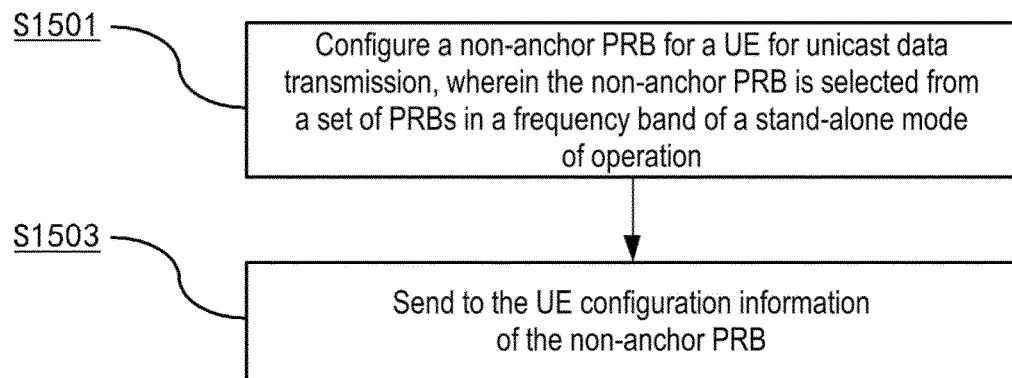 S1501
Configure a non-anchor PRB for a UE for unicast data
transmission, wherein the non-anchor PRB is selected from
a set of PRBs in a frequency band of a stand-alone mode
of operation
S1503
Send to the UE configuration information
of the non-anchor PRB